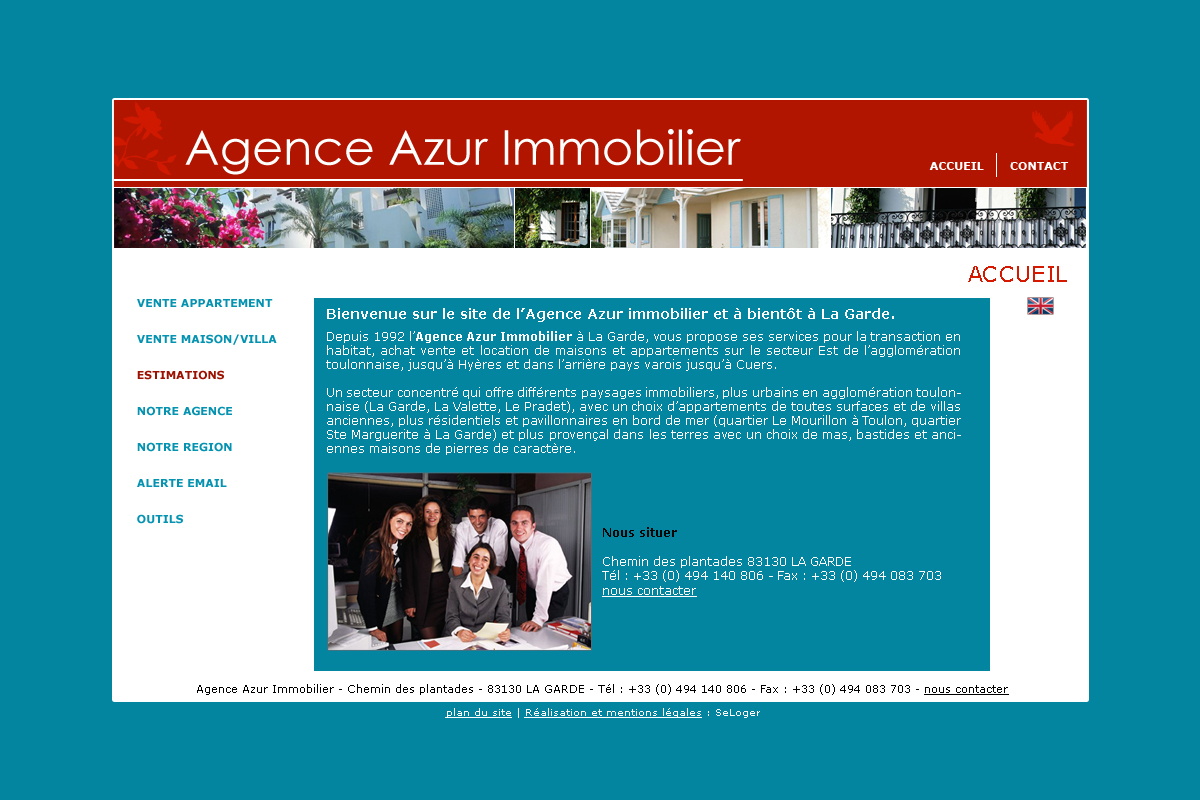 Agence Azur Immobilier
ACCUEIL
CONTACT
ACCUEIL
VENTE APPARTEMENT
VENTE MAISON/VILLA
ESTIMATIONS
NOTRE AGENCE
NOTRE REGION
ALERTE EMAIL
OUTILS
Bienvenue sur le site de l’Agence Azur immobilier et à bientôt à La Garde.
Depuis 1992 l’Agence Azur Immobilier à La Garde, vous propose ses services pour la transaction en
habitat, achat vente et location de maisons et appartements sur le secteur Est de l’agglomération
toulonnaise, jusqu’à Hyères et dans l’arrière pays varois jusqu’à Cuers.
Un secteur concentré qui offre différents paysages immobiliers, plus urbains en agglomération toulon-
naise (La Garde, La Valette, Le Pradet), avec un choix d’appartements de toutes surfaces et de villas
anciennes, plus résidentiels et pavillonnaires en bord de mer (quartier Le Mourillon à Toulon, quartier
Ste Marguerite à La Garde) et plus provençal dans les terres avec un choix de mas, bastides et anci-
ennes maisons de pierres de caractère.
Nous situer
Chemin des plantades 83130 LA GARDE
Tél : +33 (0) 494 140 806 - Fax : +33 (0) 494 083 703
nous contacter
Agence Azur Immobilier - Chemin des plantades - 83130 LA GARDE - Tél : +33 (0) 494 140 806 - Fax : +33 (0) 494 083 703 - nous contacter
plan du site | Réalisation et mentions légales : SeLoger